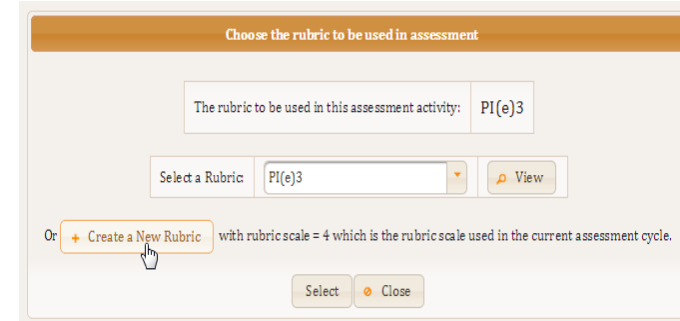 Choose the rubric to be used in assessment
The rubric to be used in this assessment activity: PI(e)3
Select a Rubric: PI(e)3 View
Or + Create a New Rubric with rubric scale = 4 which is the rubric scale used in the current assessment cycle.
Select Close